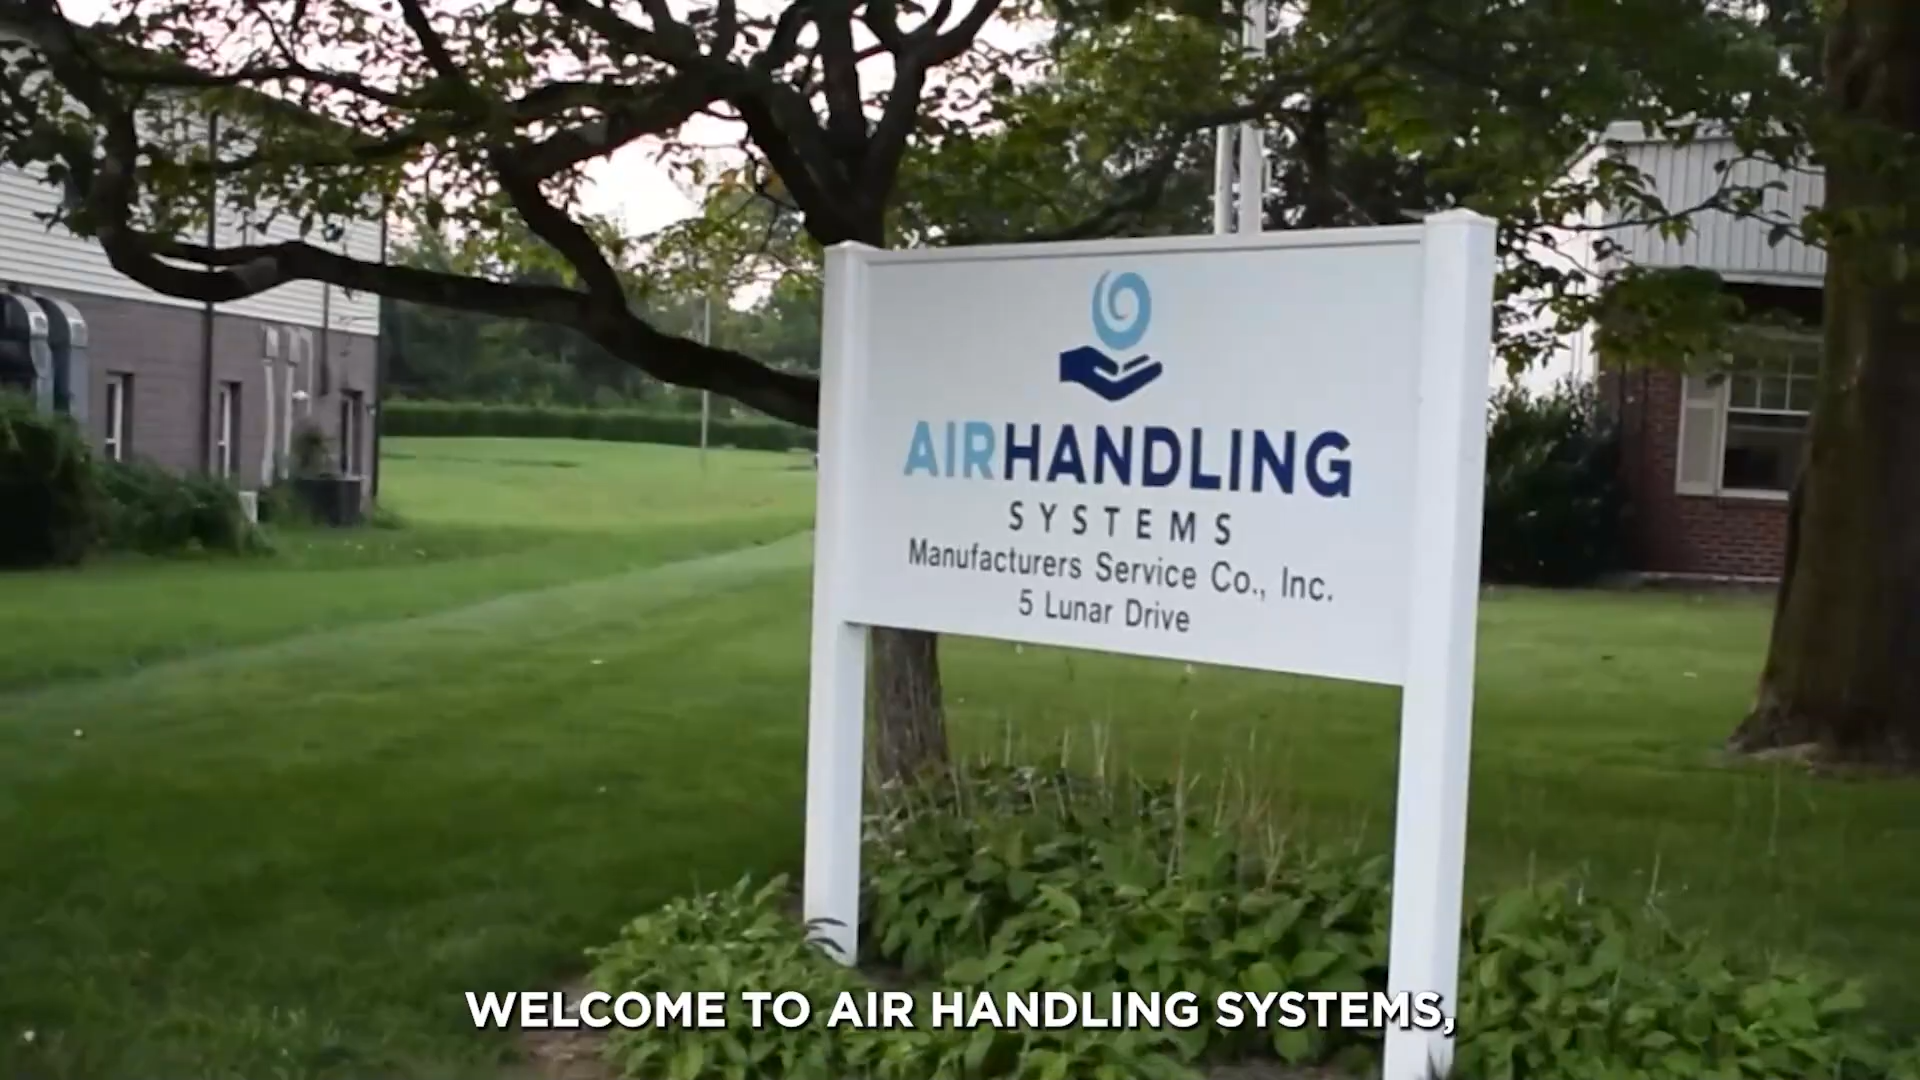 AIRHANDLING
SYSTEMS
Manufacturers Service Co., Inc.
5 Lunar Drive
WELCOME TO AIR HANDLING SYSTEMS,